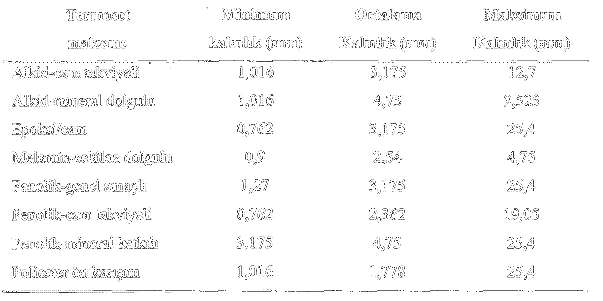 Termoset Minimum Ortalama Maksimum
malzeme kalınlık (mm) Kalınlık (mm) Kalınlık (mm)
Alkid-cam takviyeli 1,016 3,175 12,7
Alkid-mineral dolgulu 1,016 4,75 9,525
Epoksi/cam 0,762 3,175 25,4
Melamin-selüloz dolgulu 0,9 2,54 4,75
Fenolik-genel amaçlı 1,27 3,175 25,4
Fenolik-cam takviyeli 0,762 2,362 19,05
Fenolik-mineral katkılı 3,175 4,75 25,4
Poliester ön karışım 1,016 1,778 25,4